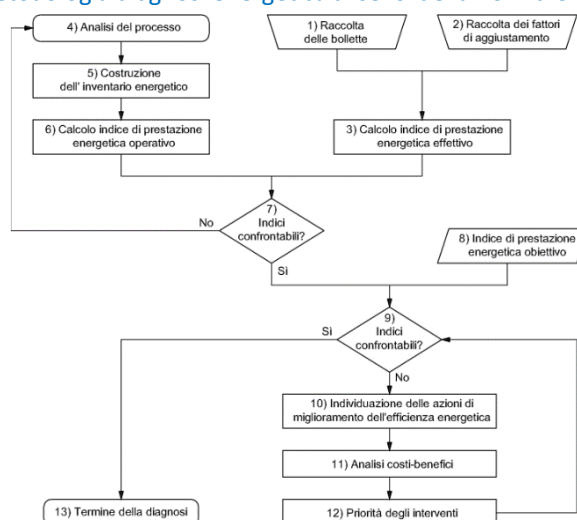 4) Analisi del processo
1) Raccolta
delle bollette
2) Raccolta dei fattori
di aggiustamento
5) Costruzione
dell' inventario energetico
6) Calcolo indice di prestazione
energetica operativo
3) Calcolo indice di prestazione
energetica effettivo
7)
Indici
confrontabili?
No
Sì
8) Indice di prestazione
energetica obiettivo
9)
Indici
confrontabili?
Sì
No
10) Individuazione delle azioni di
miglioramento dell'efficienza energetica
11) Analisi costi-benefici
12) Priorità degli interventi
13) Termine della diagnosi